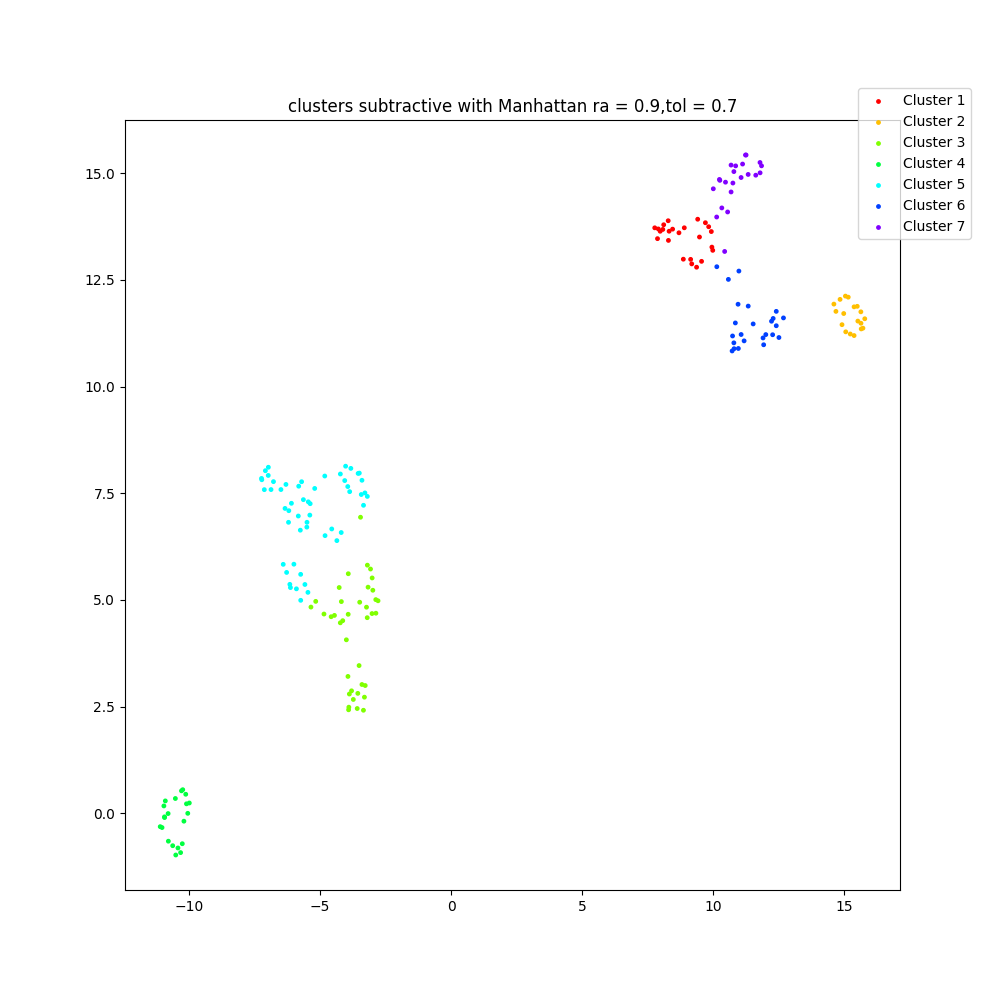 clusters subtractive with Manhattan ra = 0.9,tol = 0.7
Cluster 1
Cluster 2
Cluster 3
Cluster 4
Cluster 5
Cluster 6
Cluster 7
15.0
12.5
10.0
7.5
5.0
2.5
0.0
−10
−5
0
5
10
15